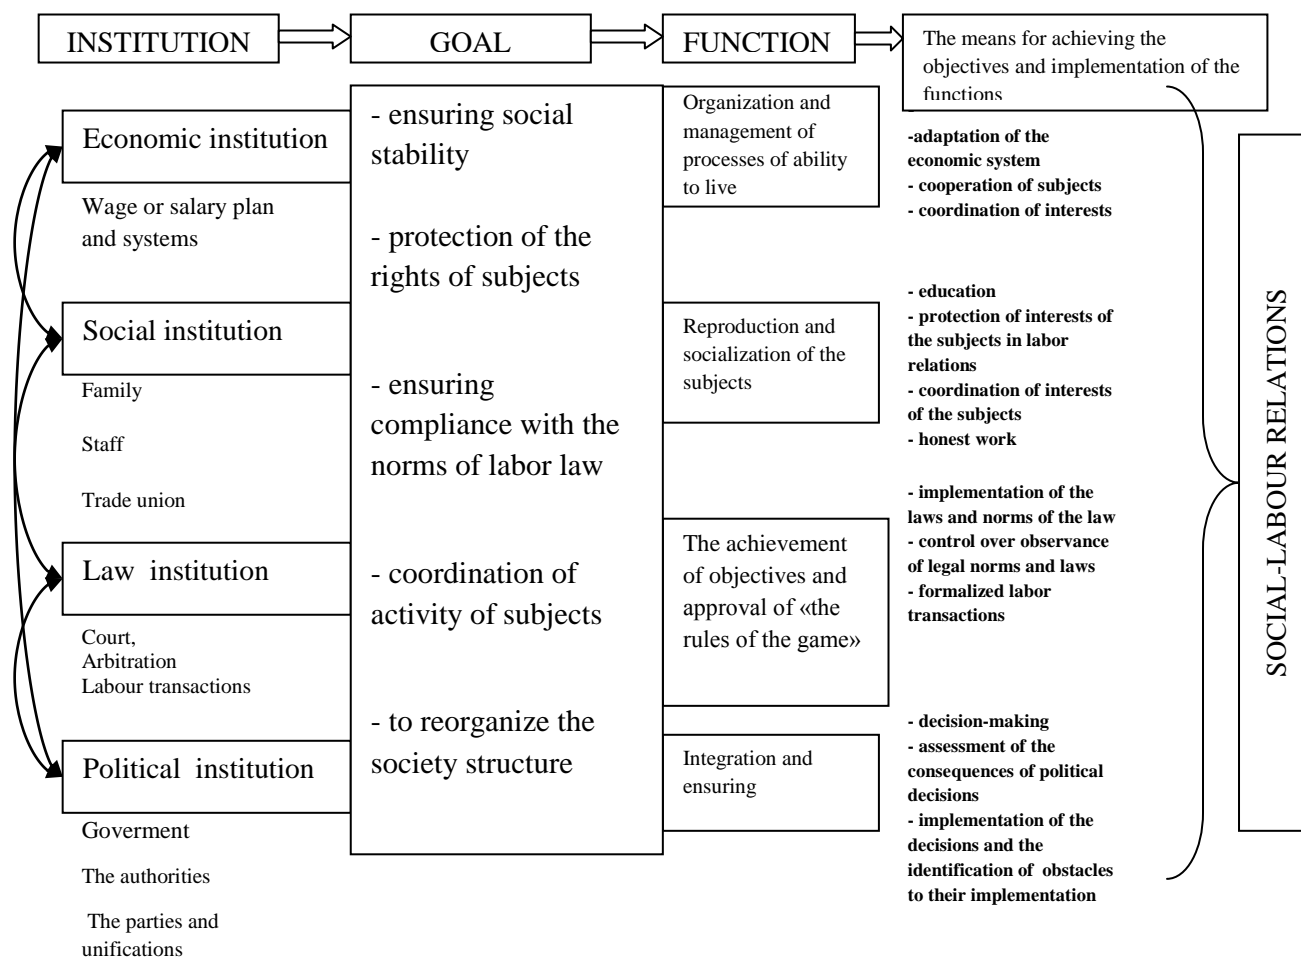 INSTITUTION
GOAL
FUNCTION
The means for achieving the
objectives and implementation of the
functions
Economic institution
Wage or salary plan
and systems
Social institution
Family
Staff
Trade union
Law institution
Court,
Arbitration
Labour transactions
Political institution
Goverment
The authorities
The parties and
unifications
- ensuring social
stability
- protection of the
rights of subjects
- ensuring
compliance with the
norms of labor law
- coordination of
activity of subjects
- to reorganize the
society structure
Organization and
management of
processes of ability
to live
Reproduction and
socialization of the
subjects
The achievement
of objectives and
approval of «the
rules of the game»
Integration and
ensuring
-adaptation of the
economic system
- cooperation of subjects
- coordination of interests
- education
- protection of interests of
the subjects in labor
relations
- coordination of interests
of the subjects
- honest work
- implementation of the
laws and norms of the law
- control over observance
of legal norms and laws
- formalized labor
transactions
- decision-making
- assessment of the
consequences of political
decisions
- implementation of the
decisions and the
identification of obstacles
to their implementation
SOCIAL-LABOUR RELATIONS